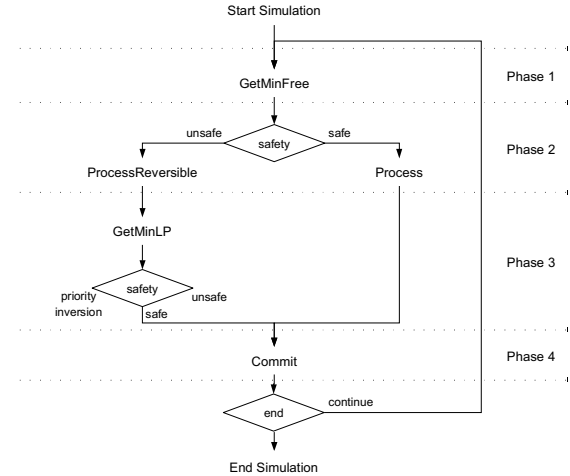 Start Simulation
Phase 1
GetMinFree
unsafe
safe
safety
Phase 2
ProcessReversible
Process
GetMinLP
Phase 3
safety
priority
inversion
unsafe
safe
Phase 4
Commit
continue
end
End Simulation